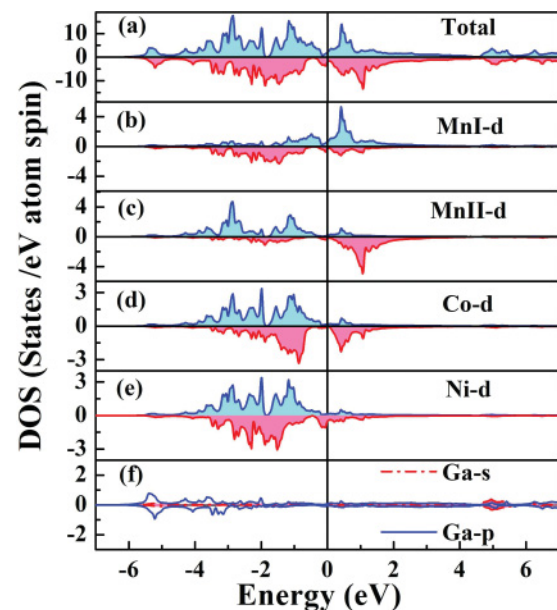 DOS (States /eV atom spin)
(a) Total
10
0
-10
(b) MnI-d
4
0
-4
(c) MnII-d
4
0
-4
(d) Co-d
3
0
-3
(e) Ni-d
3
0
-3
(f) Ga-s
2
0
-2
Ga-p
-6 -4 -2 0 2 4 6
Energy (eV)